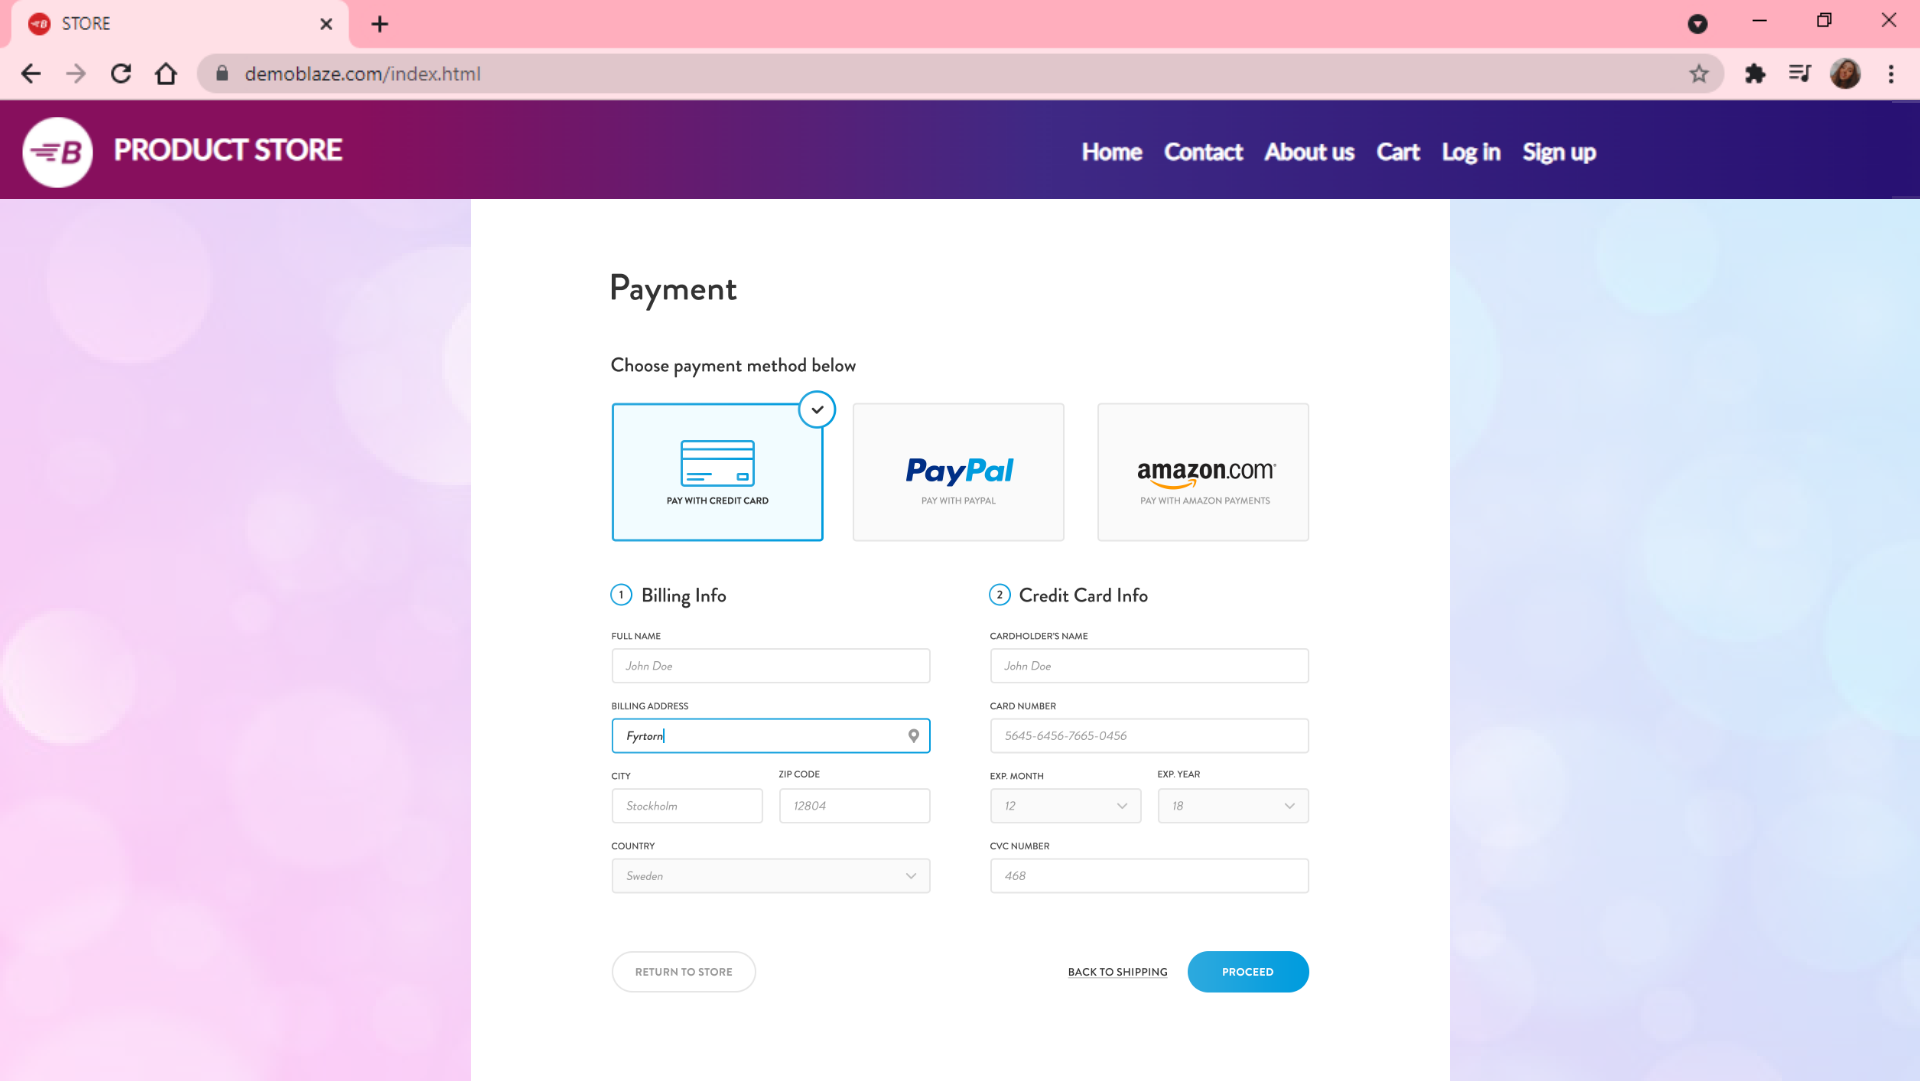 STORE
demoblaze.com/index.html
B PRODUCT STORE
Home Contact About us Cart Log in Sign up
Payment
Choose payment method below
PayPal amazon.com
PAY WITH CREDIT CARD PAY WITH PAYPAL PAY WITH AMAZON PAYMENTS
1 Billing Info 2 Credit Card Info
FULL NAME CARDHOLDER'S NAME
John Doe John Doe
BILLING ADDRESS CARD NUMBER
Fyrtorn 5645-6456-7665-0456
CITY ZIP CODE EXP. MONTH EXP. YEAR
Stockholm 12804 12 18
COUNTRY CVC NUMBER
Sweden 468
RETURN TO STORE BACK TO SHIPPING PROCEED